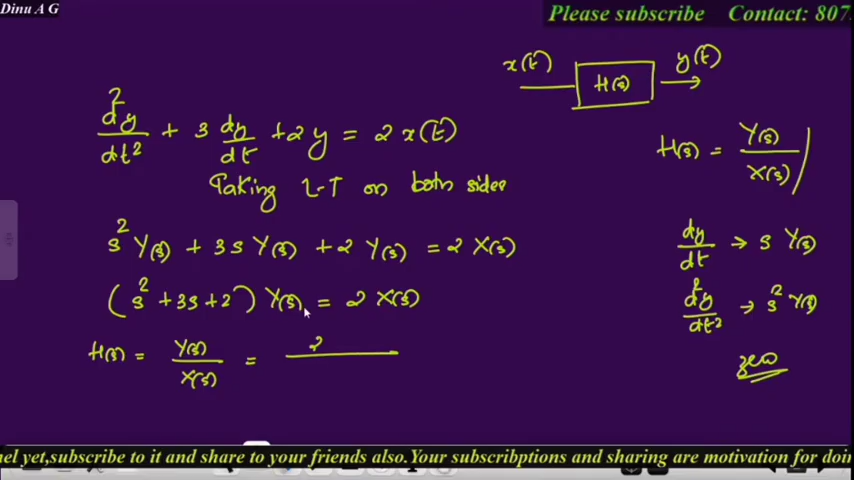 Dinu A G
Please subscribe Contact: 807
x(t) H(s) y(t)
d²y/dt² + 3 dy/dt + 2y = 2x(t)
Taking L-T on both sides
s² Y(s) + 3s Y(s) + 2 Y(s) = 2 X(s)
(s² + 3s + 2) Y(s) = 2 X(s)
H(s) = Y(s)/X(s) = 2
H(s) = Y(s)/X(s)
dy/dt → s Y(s)
d²y/dt² → s² Y(s)
zero
nel yet,subscribe to it and share to your friends also.Your subscribptions and sharing are motivation for doin